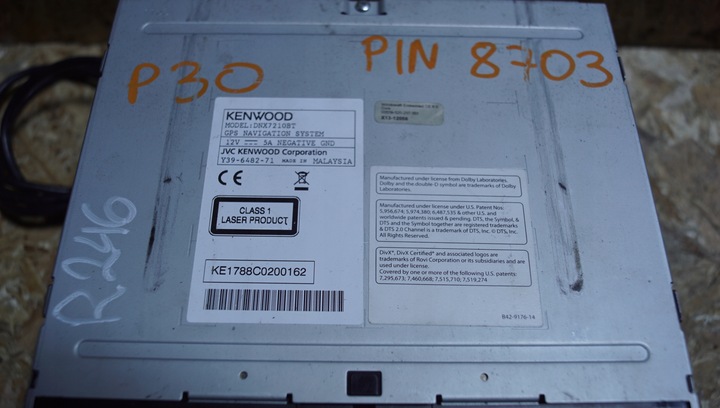 P30
PIN 8703
R246
KENWOOD
MODEL:DNX7210BT
GPS NAVIGATION SYSTEM
12V 5A NEGATIVE GND
JVC KENWOOD Corporation
Y39-6482-71 MADE IN MALAYSIA
CE
CLASS 1
LASER PRODUCT
KE1788C0200162
Manufactured under license from Dolby Laboratories.
Dolby and the double-D symbol are trademarks of Dolby
Laboratories.
Manufactured under license under U.S. Patent Nos:
5,956,674; 5,974,380; 6,487,535 & other U.S. and
worldwide patents issued & pending. DTS, the Symbol, &
DTS and the Symbol together are registered trademarks
& DTS 2.0 Channel is a trademark of DTS, Inc. © DTS, Inc.
All Rights Reserved.
DivX®, DivX Certified® and associated logos are
trademarks of Rovi Corporation or its subsidiaries and are
used under license.
Covered by one or more of the following U.S. patents:
7,295,673; 7,460,668; 7,515,710; 7,519,274
B42-9176-14